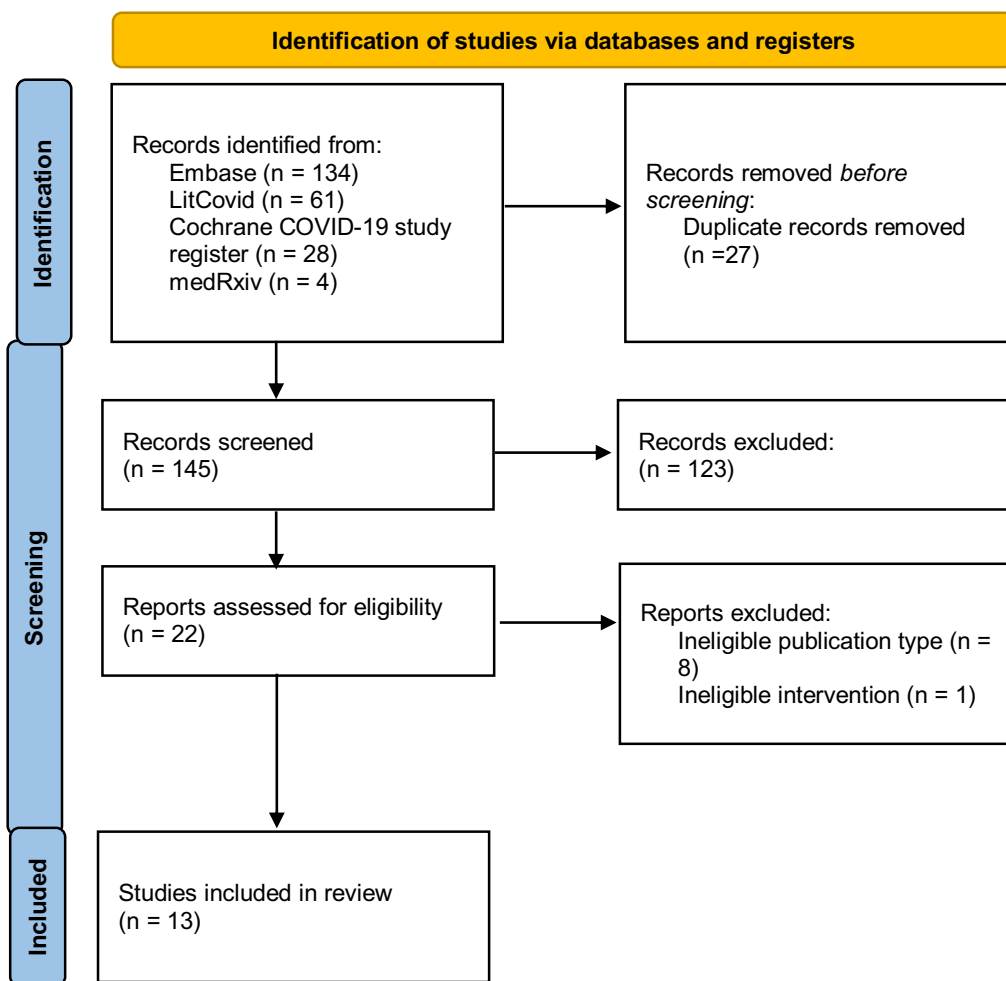 Identification of studies via databases and registers
Identification
Records identified from:
Embase (n = 134)
LitCovid (n = 61)
Cochrane COVID-19 study
register (n = 28)
medRxiv (n = 4)
Records removed before
screening:
Duplicate records removed
(n =27)
Screening
Records screened
(n = 145)
Records excluded:
(n = 123)
Reports assessed for eligibility
(n = 22)
Reports excluded:
Ineligible publication type (n =
8)
Ineligible intervention (n = 1)
Included
Studies included in review
(n = 13)